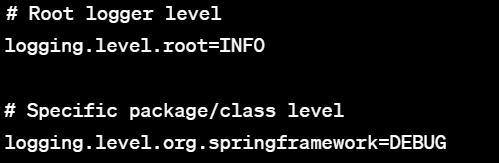 # Root logger level
logging.level.root=INFO
# Specific package/class level
logging.level.org.springframework=DEBUG